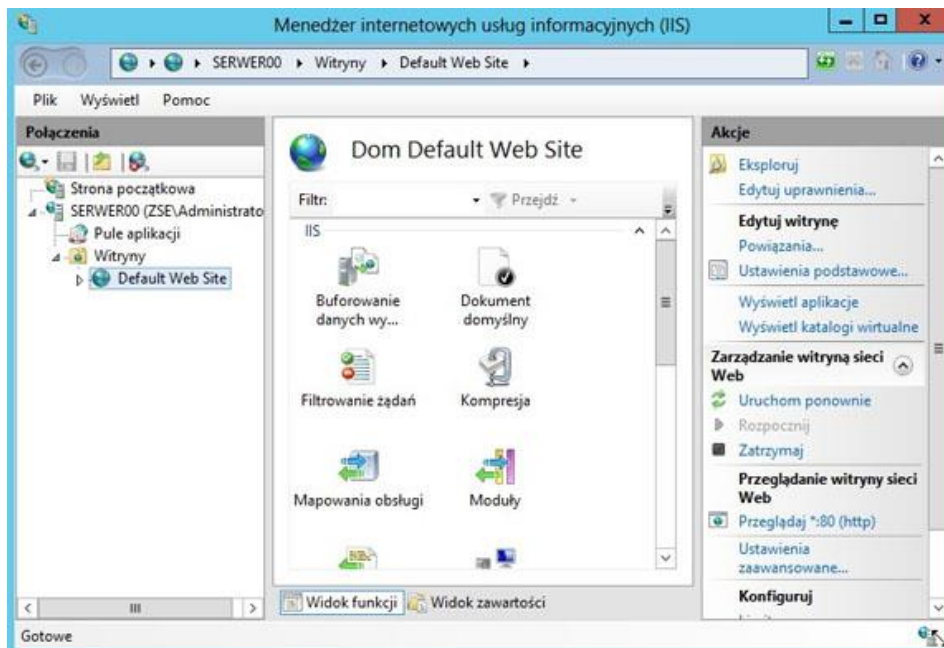 Menedżer internetowych usług informacyjnych (IIS)
SERWER00 Witryny Default Web Site
Plik Wyświetl Pomoc
Połączenia
Strona początkowa
SERWER00 (ZSE\Administrato
Pule aplikacji
Witryny
Default Web Site
Dom Default Web Site
Filtr: Przejdź
IIS
Buforowanie
danych wy...
Dokument
domyślny
Filtrowanie żądań
Kompresja
Mapowania obsługi
Moduły
Widok funkcji Widok zawartości
Akcje
Eksploruj
Edytuj uprawnienia...
Edytuj witrynę
Powiązania...
Ustawienia podstawowe...
Wyświetl aplikacje
Wyświetl katalogi wirtualne
Zarządzanie witryną sieci
Web
Uruchom ponownie
Rozpocznij
Zatrzymaj
Przeglądanie witryny sieci
Web
Przeglądaj *:80 (http)
Ustawienia
zaawansowane...
Konfiguruj
Gotowe